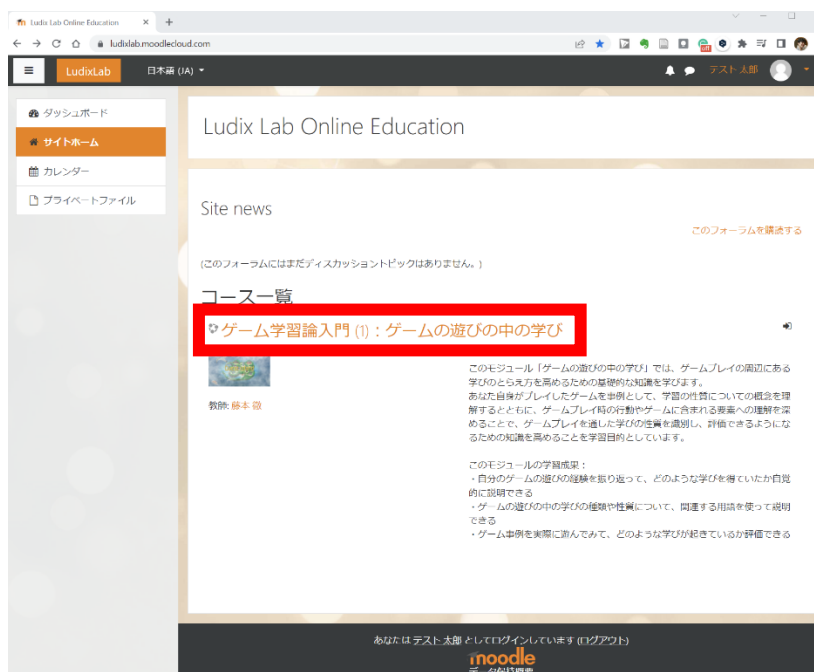 Ludix Lab Online Education
ludixlab.moodlecloud.com
LudixLab
日本語 (JA)
テスト 太郎
ダッシュボード
サイトホーム
カレンダー
プライベートファイル
Ludix Lab Online Education
Site news
このフォーラムを購読する
(このフォーラムにはまだディスカッショントピックはありません。)
コース一覧
ゲーム学習論入門 (1)：ゲームの遊びの中の学び
教師: 藤本 徹
このモジュール「ゲームの遊びの中の学び」では、ゲームプレイの周辺にある
学びのとらえ方を高めるための基礎的な知識を学びます。
あなた自身がプレイしたゲームを事例として、学習の性質についての概念を理
解するとともに、ゲームプレイ時の行動やゲームに含まれる要素への理解を深
めることで、ゲームプレイを通した学びの性質を識別し、評価できるようにな
るための知識を高めることを学習目的としています。
このモジュールの学習成果：
・自分のゲームの遊びの経験を振り返って、どのような学びを得ていたか自覚
的に説明できる
・ゲームの遊びの中の学びの種類や性質について、関連する用語を使って説明
できる
・ゲーム事例を実際に遊んでみて、どのような学びが起きているか評価できる
あなたは テスト 太郎 としてログインしています (ログアウト)
moodle
データ保持概要